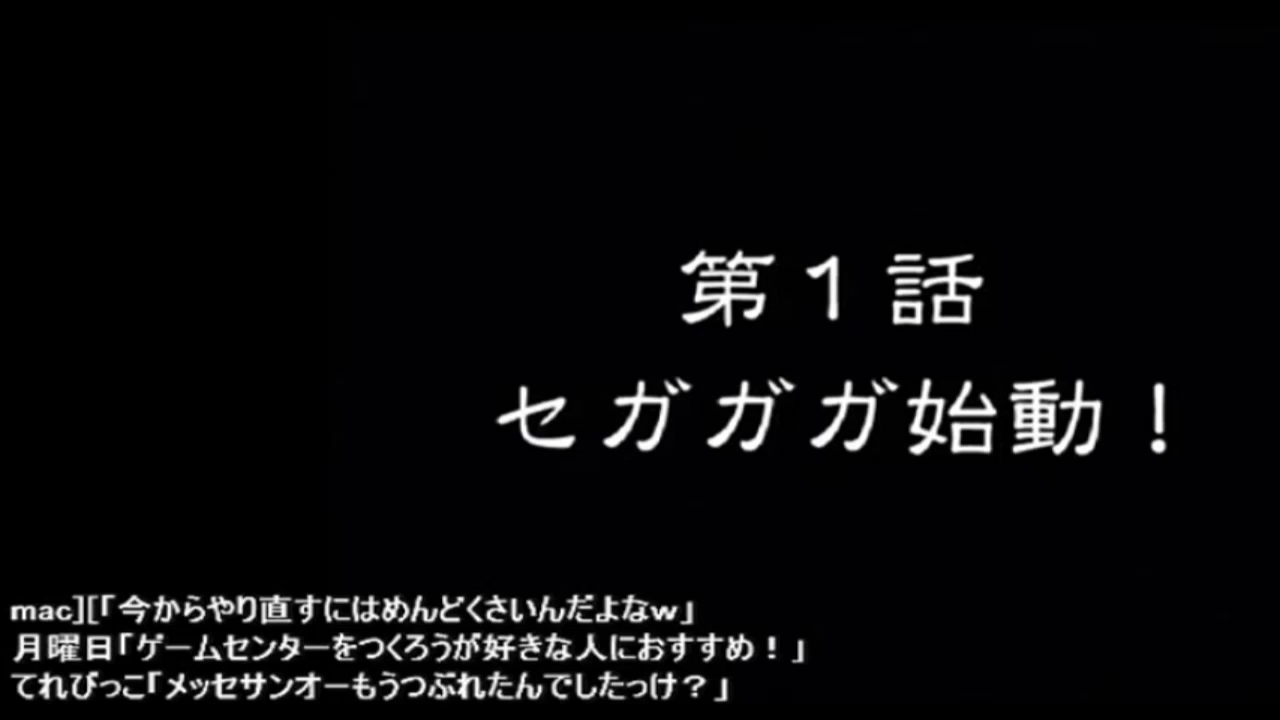 第１話
セガガガ始動！
mac][「今からやり直すにはめんどくさいんだよなｗ」
月曜日「ゲームセンターをつくろうが好きな人におすすめ！」
てれびっこ「メッセサンオーもうつぶれたんでしたっけ？」